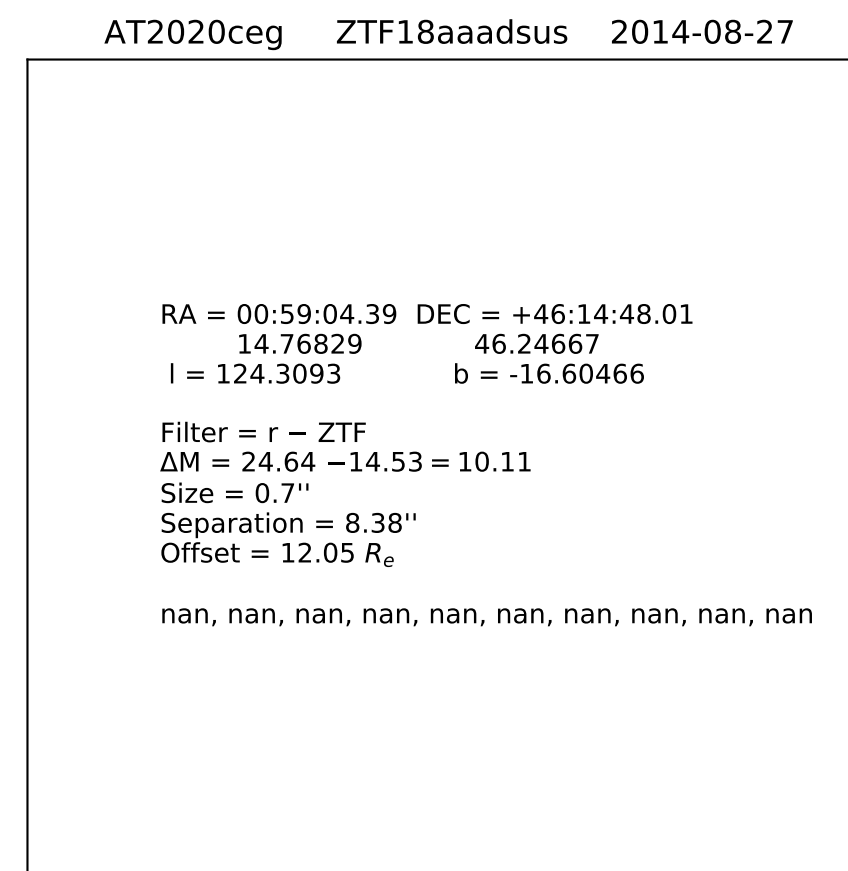 AT2020ceg ZTF18aaadsus 2014-08-27
RA = 00:59:04.39 DEC = +46:14:48.01
14.76829 46.24667
l = 124.3093 b = -16.60466
Filter = r − ZTF
ΔM = 24.64 −14.53 = 10.11
Size = 0.7''
Separation = 8.38''
Offset = 12.05 Re
nan, nan, nan, nan, nan, nan, nan, nan, nan, nan